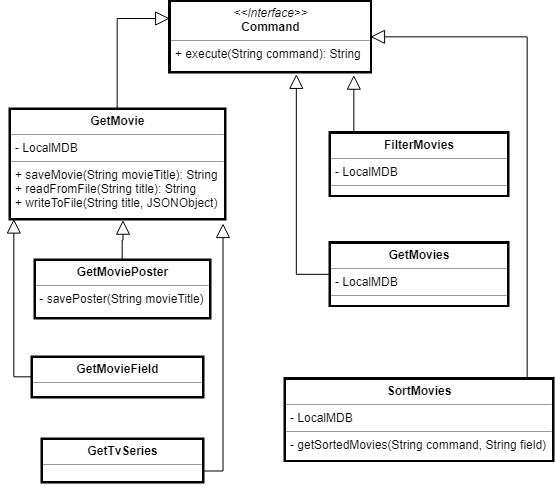 <<Interface>>
Command
+ execute(String command): String
GetMovie
- LocalMDB
+ saveMovie(String movieTitle): String
+ readFromFile(String title): String
+ writeToFile(String title, JSONObject)
FilterMovies
- LocalMDB
GetMoviePoster
- savePoster(String movieTitle)
GetMovies
- LocalMDB
GetMovieField
SortMovies
- LocalMDB
- getSortedMovies(String command, String field)
GetTvSeries